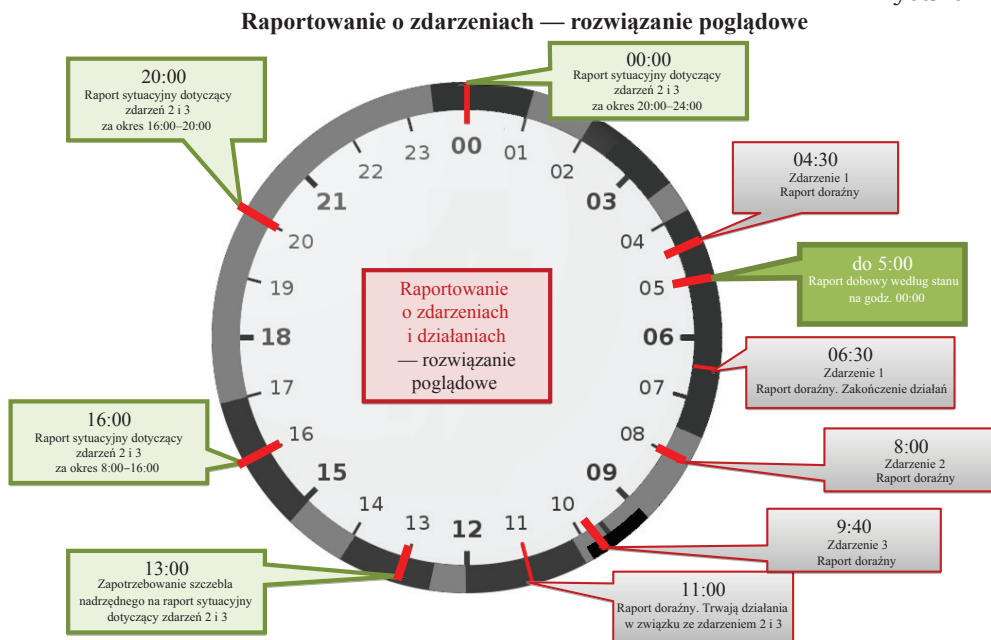 Raportowanie o zdarzeniach — rozwiązanie poglądowe
00:00
Raport sytuacyjny dotyczący
zdarzeń 2 i 3
za okres 20:00–24:00
04:30
Zdarzenie 1
Raport doraźny
do 5:00
Raport dobowy według stanu
na godz. 00:00
06:30
Zdarzenie 1
Raport doraźny. Zakończenie działań
8:00
Zdarzenie 2
Raport doraźny
9:40
Zdarzenie 3
Raport doraźny
11:00
Raport doraźny. Trwają działania
w związku ze zdarzeniem 2 i 3
13:00
Zapotrzebowanie szczebla
nadrzędnego na raport sytuacyjny
dotyczący zdarzeń 2 i 3
16:00
Raport sytuacyjny dotyczący
zdarzeń 2 i 3
za okres 8:00–16:00
20:00
Raport sytuacyjny dotyczący
zdarzeń 2 i 3
za okres 16:00–20:00
00
01
02
03
04
05
06
07
08
09
10
11
12
13
14
15
16
17
18
19
20
21
22
23
Raportowanie
o zdarzeniach
i działaniach
— rozwiązanie
poglądowe